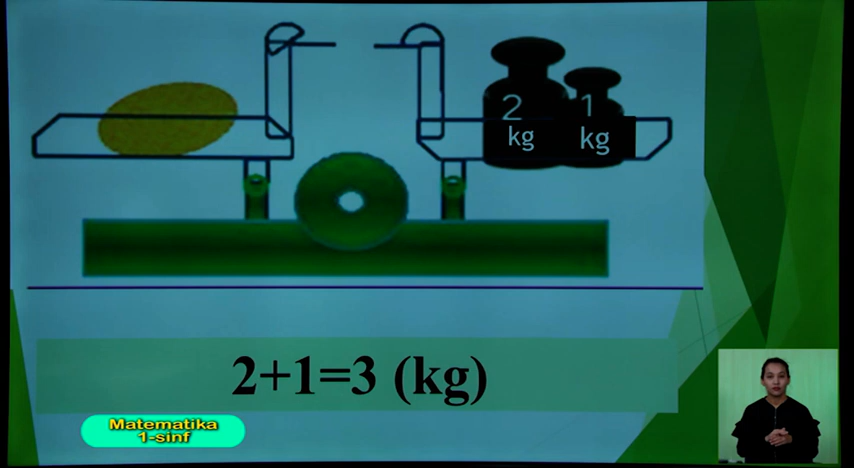 2 1
kg kg
2+1=3 (kg)
Matematika
1-sinf